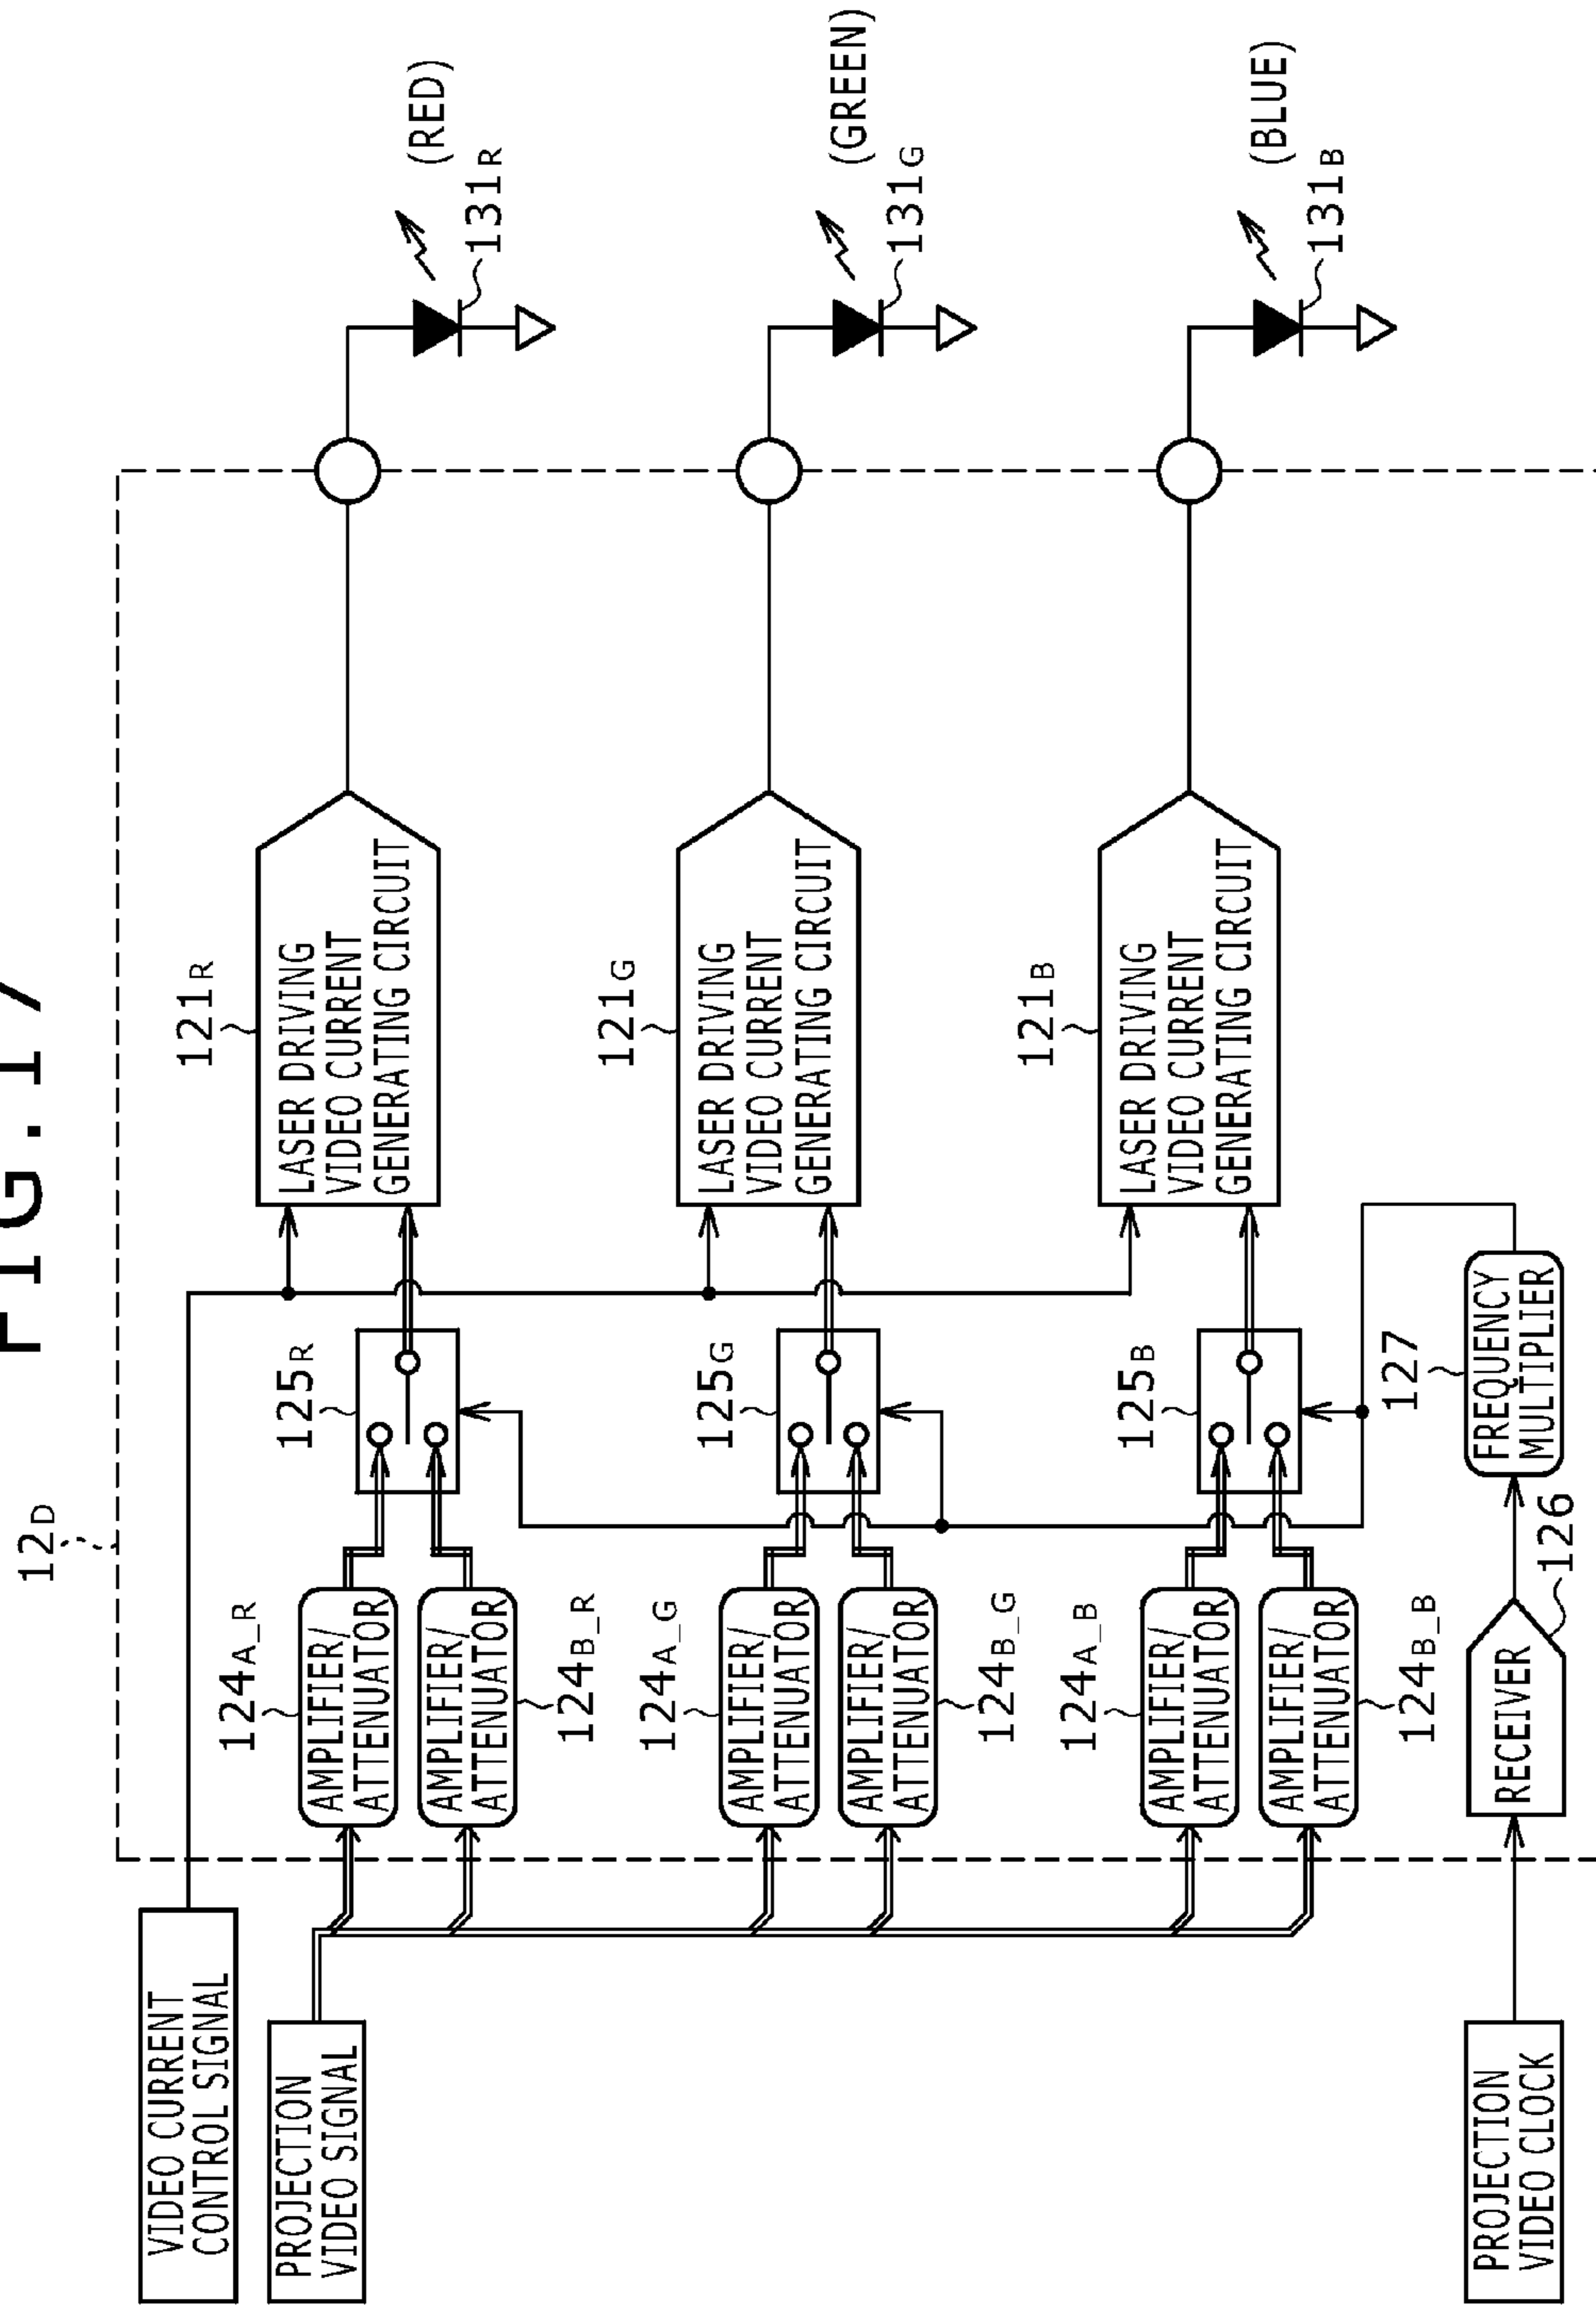 FIG.17
12D
VIDEO CURRENT
CONTROL SIGNAL
PROJECTION
VIDEO SIGNAL
124A_R
AMPLIFIER/
ATTENUATOR
AMPLIFIER/
ATTENUATOR
124B_R
125R
121R
LASER DRIVING
VIDEO CURRENT
GENERATING CIRCUIT
(RED)
131R
124A_G
AMPLIFIER/
ATTENUATOR
AMPLIFIER/
ATTENUATOR
124B_G
125G
121G
LASER DRIVING
VIDEO CURRENT
GENERATING CIRCUIT
(GREEN)
131G
124A_B
AMPLIFIER/
ATTENUATOR
AMPLIFIER/
ATTENUATOR
124B_B
125B
121B
LASER DRIVING
VIDEO CURRENT
GENERATING CIRCUIT
(BLUE)
131B
PROJECTION
VIDEO CLOCK
RECEIVER
126
127
FREQUENCY
MULTIPLIER